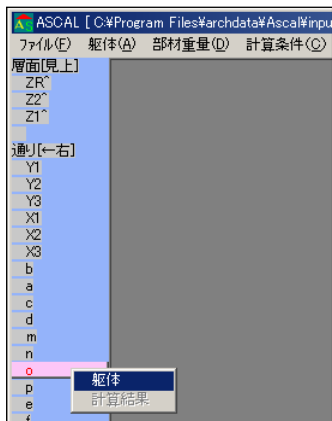 ASCAL [ C:¥Program Files¥archdata¥Ascal¥inpu
ファイル(F) 躯体(A) 部材重量(D) 計算条件(C)
層面[見上]
ZR^
Z2^
Z1^
通り[←右]
Y1
Y2
Y3
X1
X2
X3
b
a
c
d
m
n
o
躯体
p
計算結果
e
f